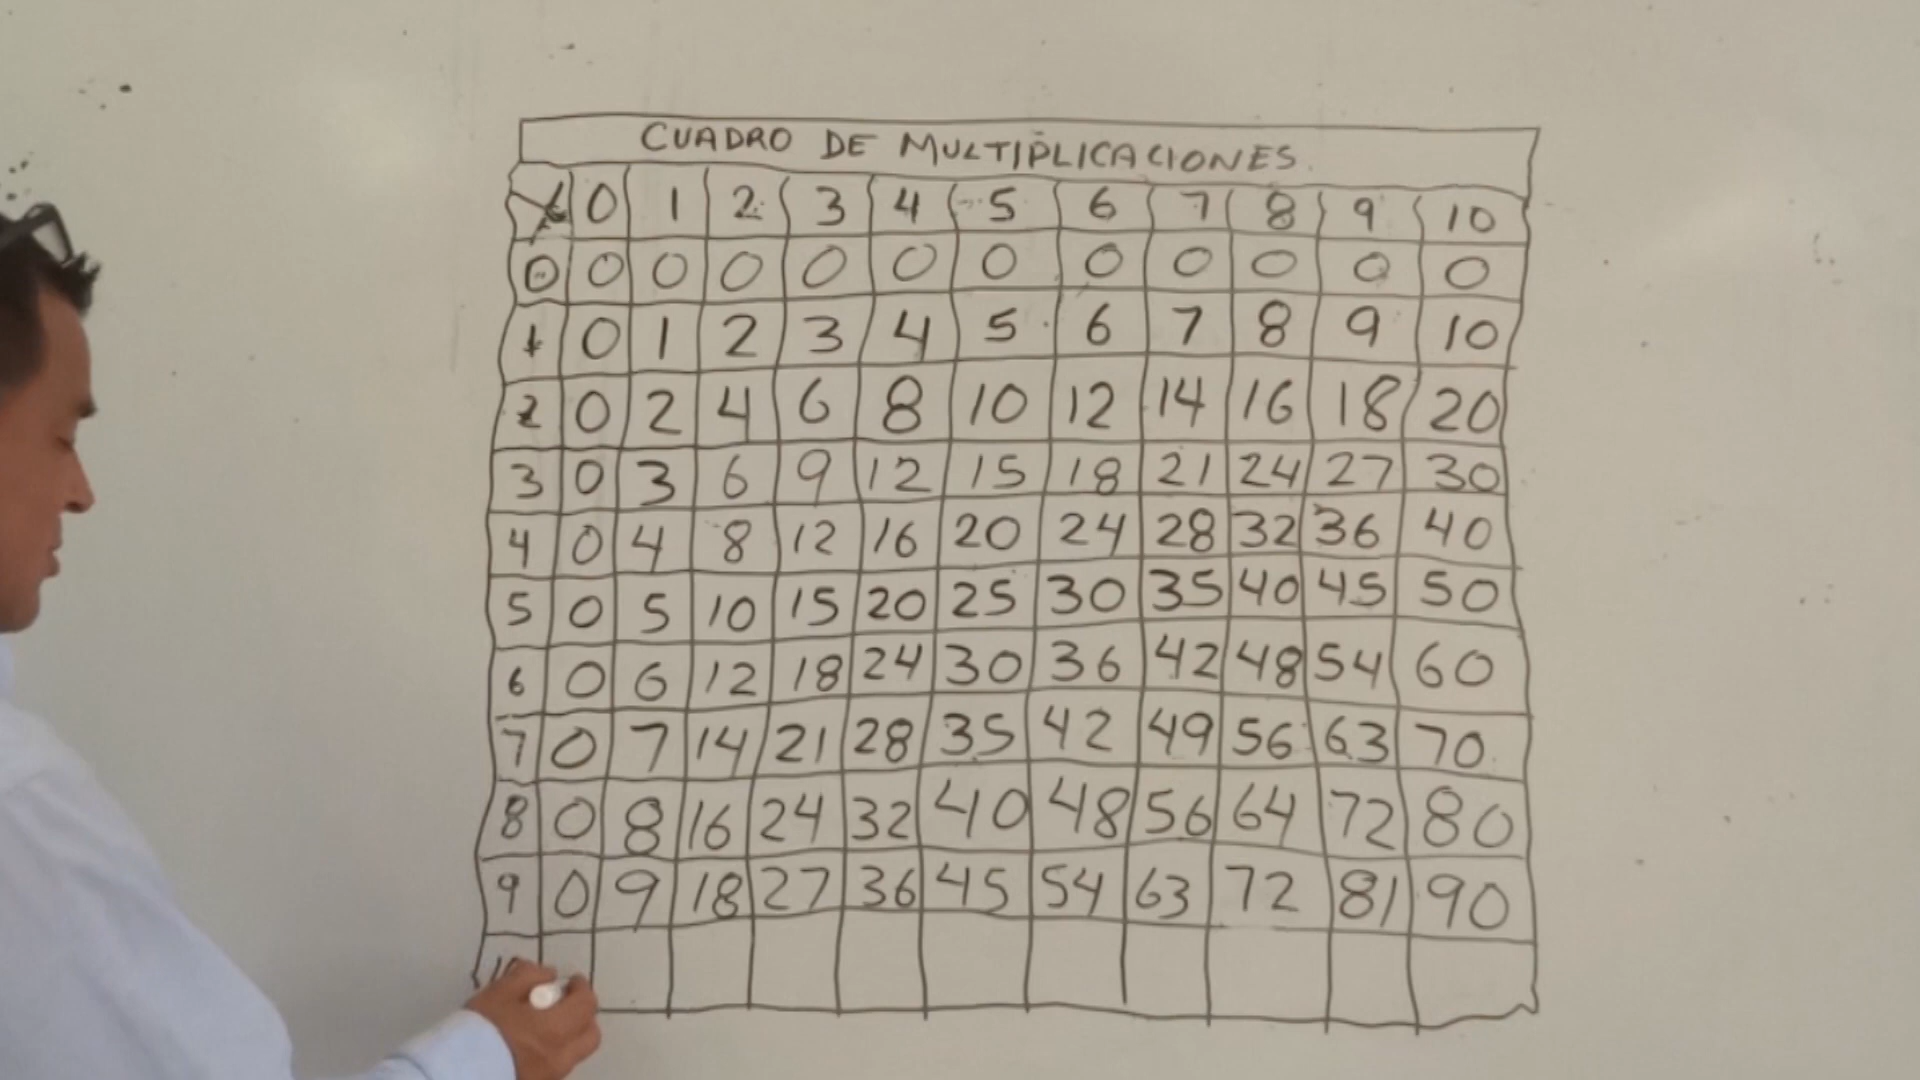 CUADRO DE MULTIPLICACIONES.
X 0 1 2 3 4 5 6 7 8 9 10
0 0 0 0 0 0 0 0 0 0 0 0
1 0 1 2 3 4 5 6 7 8 9 10
2 0 2 4 6 8 10 12 14 16 18 20
3 0 3 6 9 12 15 18 21 24 27 30
4 0 4 8 12 16 20 24 28 32 36 40
5 0 5 10 15 20 25 30 35 40 45 50
6 0 6 12 18 24 30 36 42 48 54 60
7 0 7 14 21 28 35 42 49 56 63 70
8 0 8 16 24 32 40 48 56 64 72 80
9 0 9 18 27 36 45 54 63 72 81 90
10